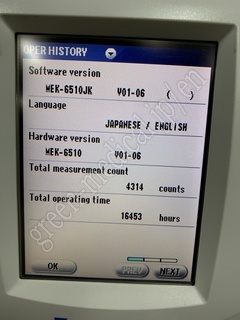 OPER HISTORY
Software version
MEK-6510JK V01-06 ( )
Language
JAPANESE / ENGLISH
Hardware version
MEK-6510 V01-06
Total measurement count
4314 counts
Total operating time
16453 hours
OK PREV NEXT